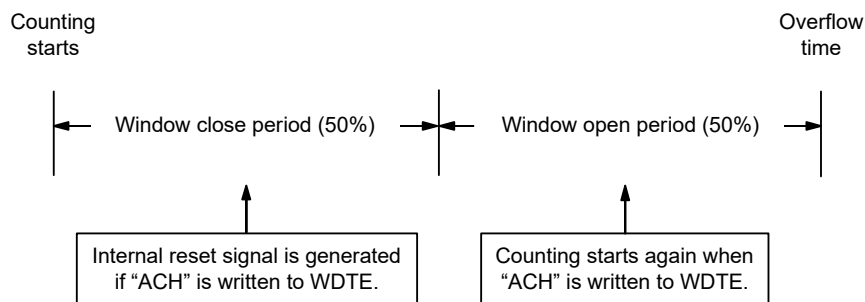 Counting
starts
Overflow
time
Window close period (50%)
Window open period (50%)
Internal reset signal is generated
if “ACH” is written to WDTE.
Counting starts again when
“ACH” is written to WDTE.